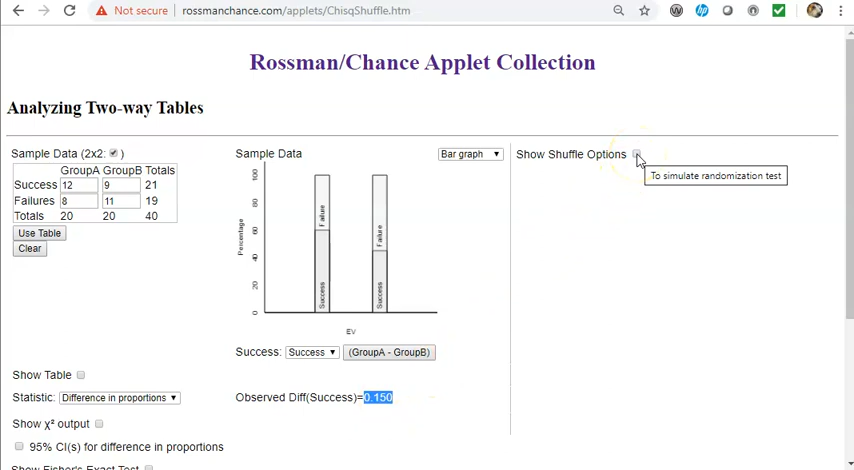 Not secure rossmanchance.com/applets/ChisqShuffle.htm
Rossman/Chance Applet Collection
Analyzing Two-way Tables
Sample Data (2x2: )
GroupA GroupB Totals
Success 12 9 21
Failures 8 11 19
Totals 20 20 40
Use Table
Clear
Sample Data
Bar graph
Percentage
100
80
60
40
20
0
Failure
Success
Failure
Success
EV
Success: Success (GroupA - GroupB)
Show Shuffle Options
To simulate randomization test
Show Table
Statistic: Difference in proportions
Observed Diff(Success)=0.150
Show χ² output
95% CI(s) for difference in proportions
Show Fisher's Exact Test